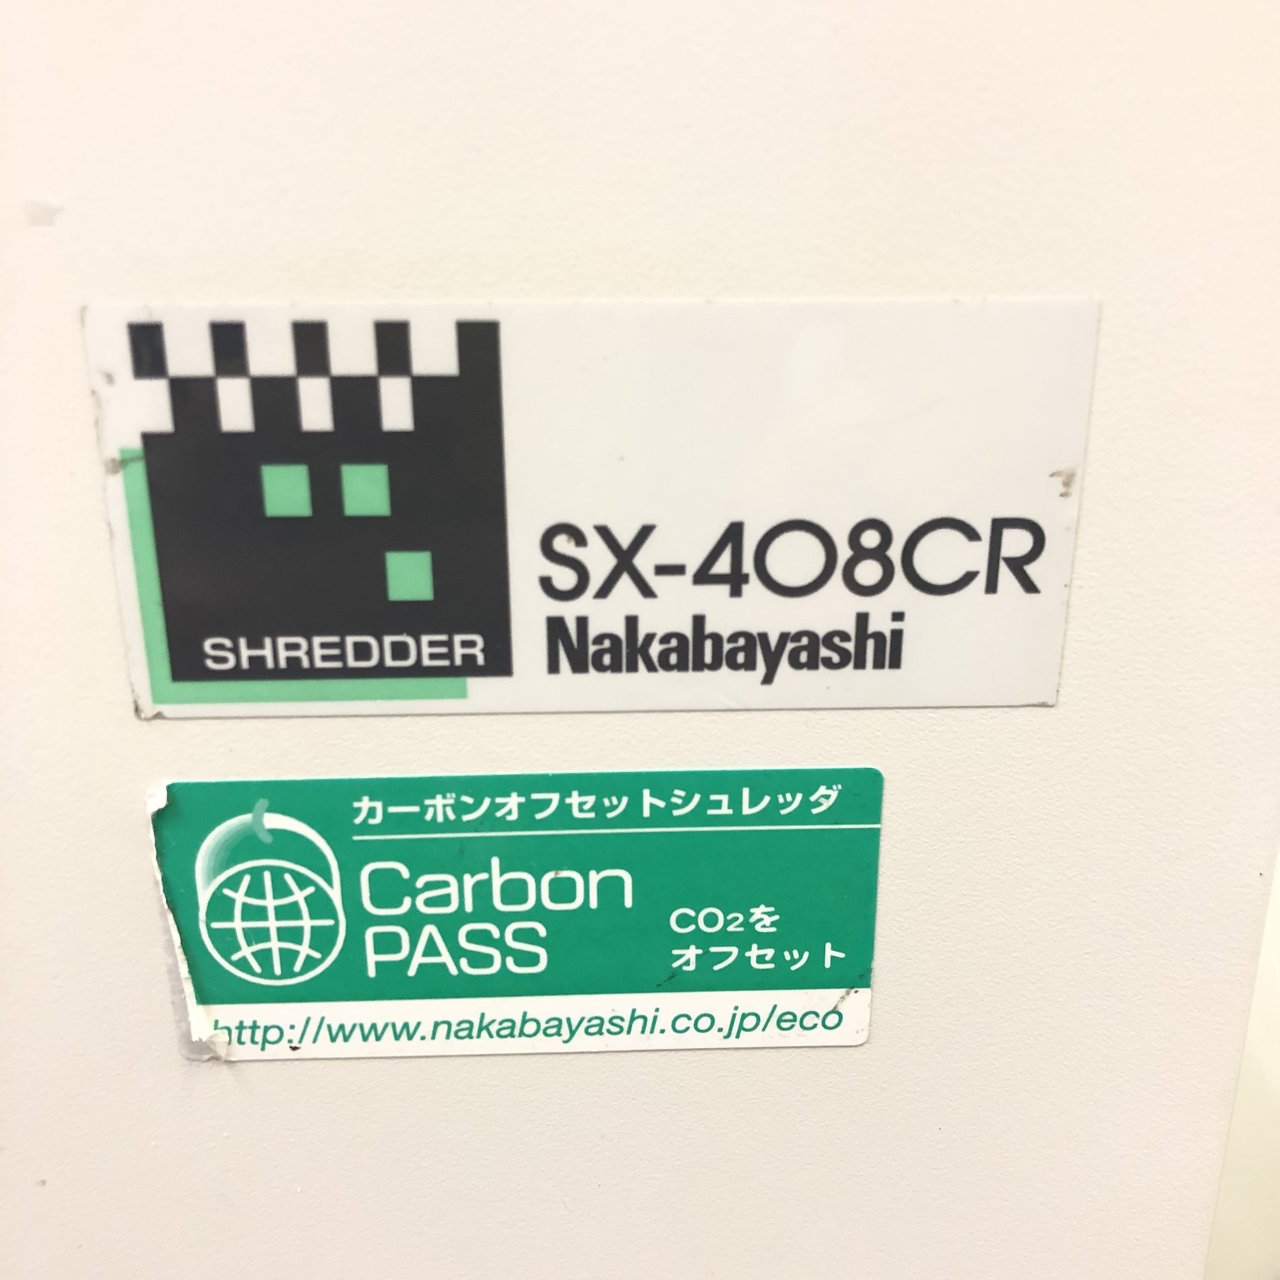 SHREDDER
SX-408CR
Nakabayashi
カーボンオフセットシュレッダ
Carbon
PASS
CO2を
オフセット
http://www.nakabayashi.co.jp/eco